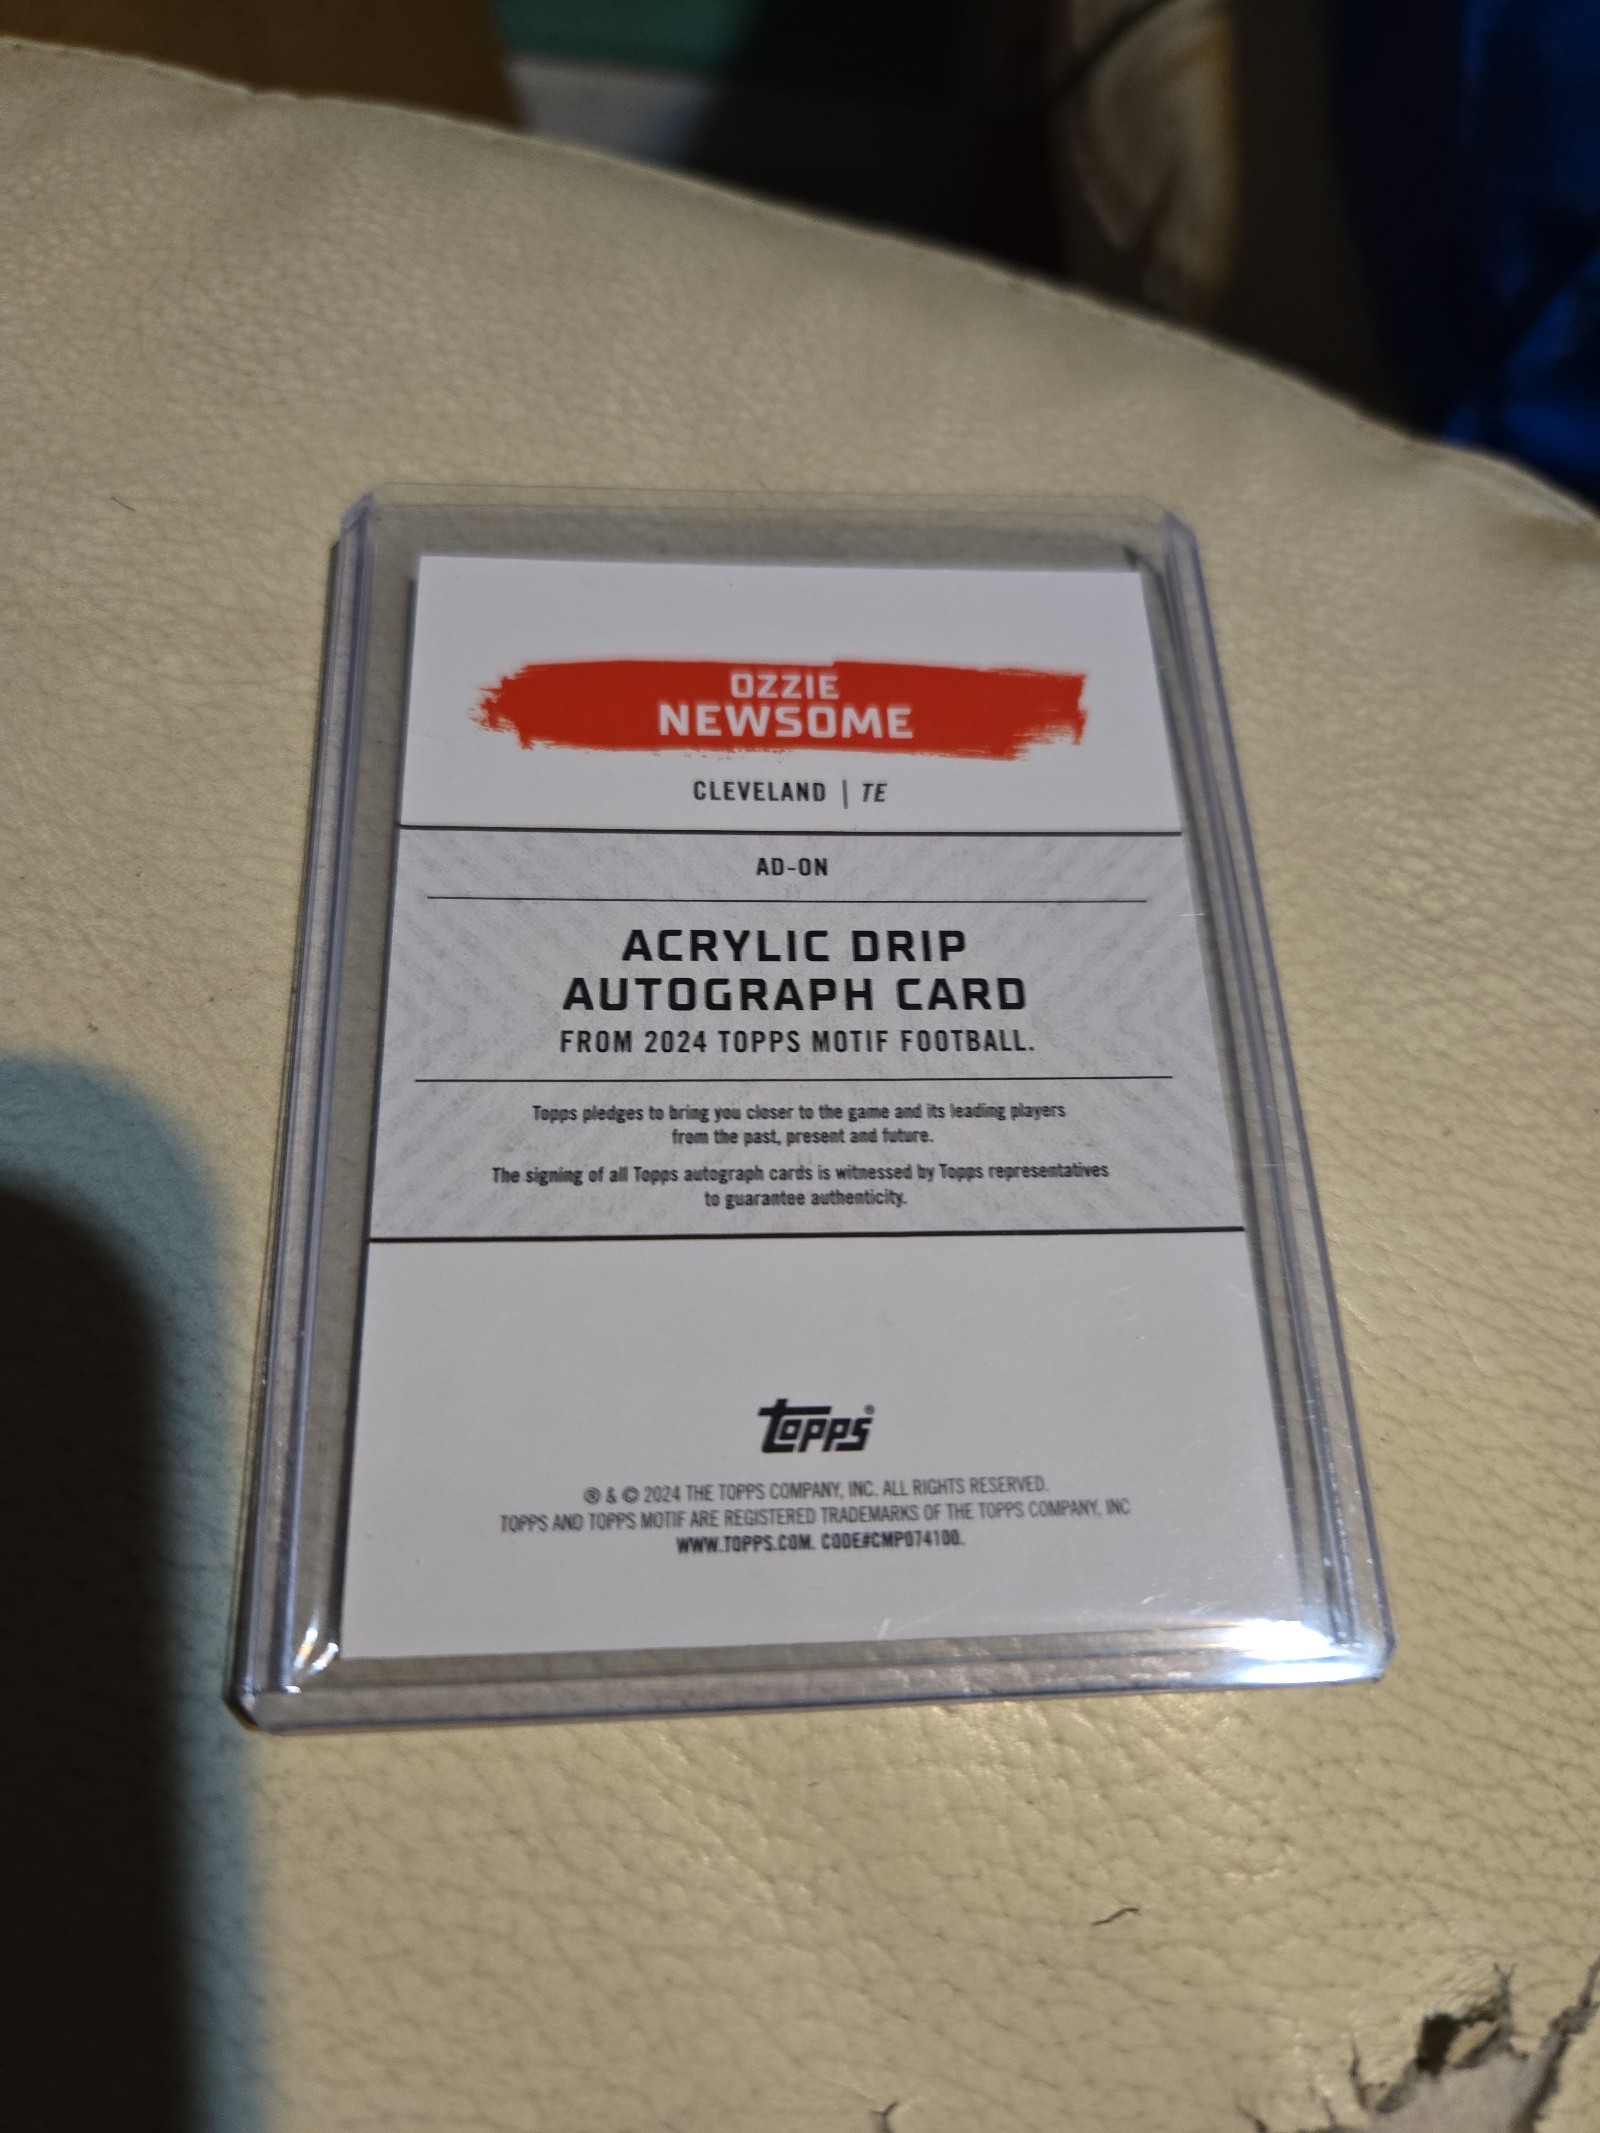 OZZIE
NEWSOME
CLEVELAND | TE
AD-ON
ACRYLIC DRIP
AUTOGRAPH CARD
FROM 2024 TOPPS MOTIF FOOTBALL.
Topps pledges to bring you closer to the game and its leading players
from the past, present and future.
The signing of all Topps autograph cards is witnessed by Topps representatives
to guarantee authenticity.
topps®
® & © 2024 THE TOPPS COMPANY, INC. ALL RIGHTS RESERVED.
TOPPS AND TOPPS MOTIF ARE REGISTERED TRADEMARKS OF THE TOPPS COMPANY, INC
WWW.TOPPS.COM. CODE#CMP074100.